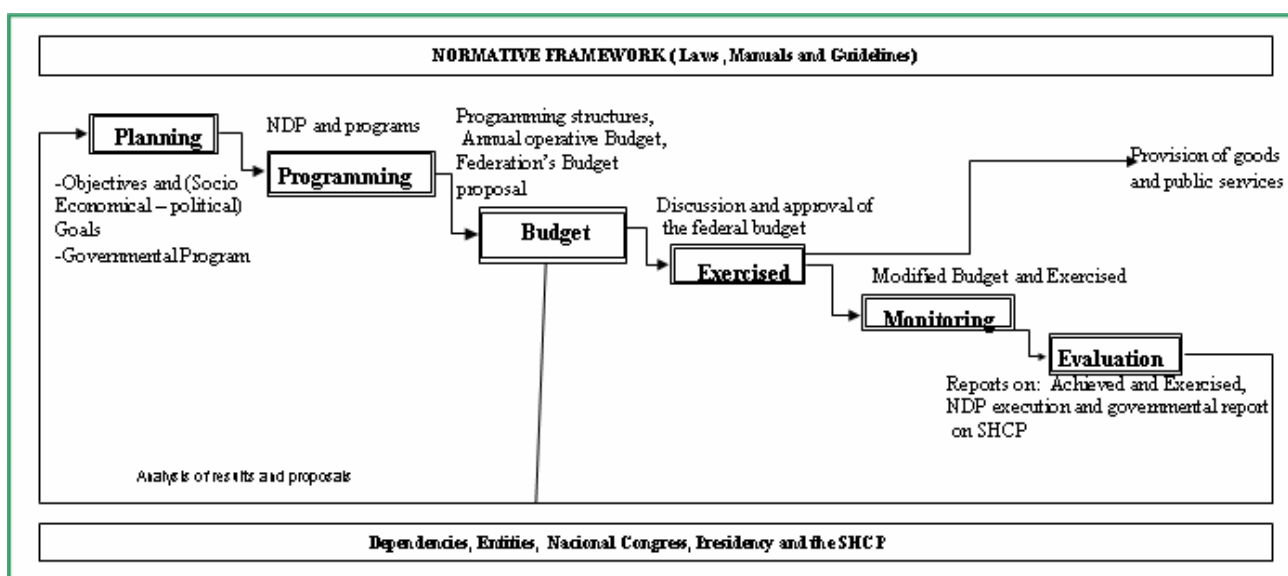 NORMATIVE FRAMEWORK ( Laws , Manuals and Guidelines)
Planning
-Objectives and (Socio
Economical – political)
Goals
-Governmental Program
NDP and programs
Programming
Programming structures,
Annual operative Budget,
Federation's Budget
proposal
Budget
Discussion and approval of
the federal budget
Exercised
Provision of goods
and public services
Modified Budget and Exercised
Monitoring
Evaluation
Reports on: Achieved and Exercised,
NDP execution and governmental report
on SHCP
Analysis of results and proposals
Dependencies, Entities, Nacional Congress, Presidency and the SHCP